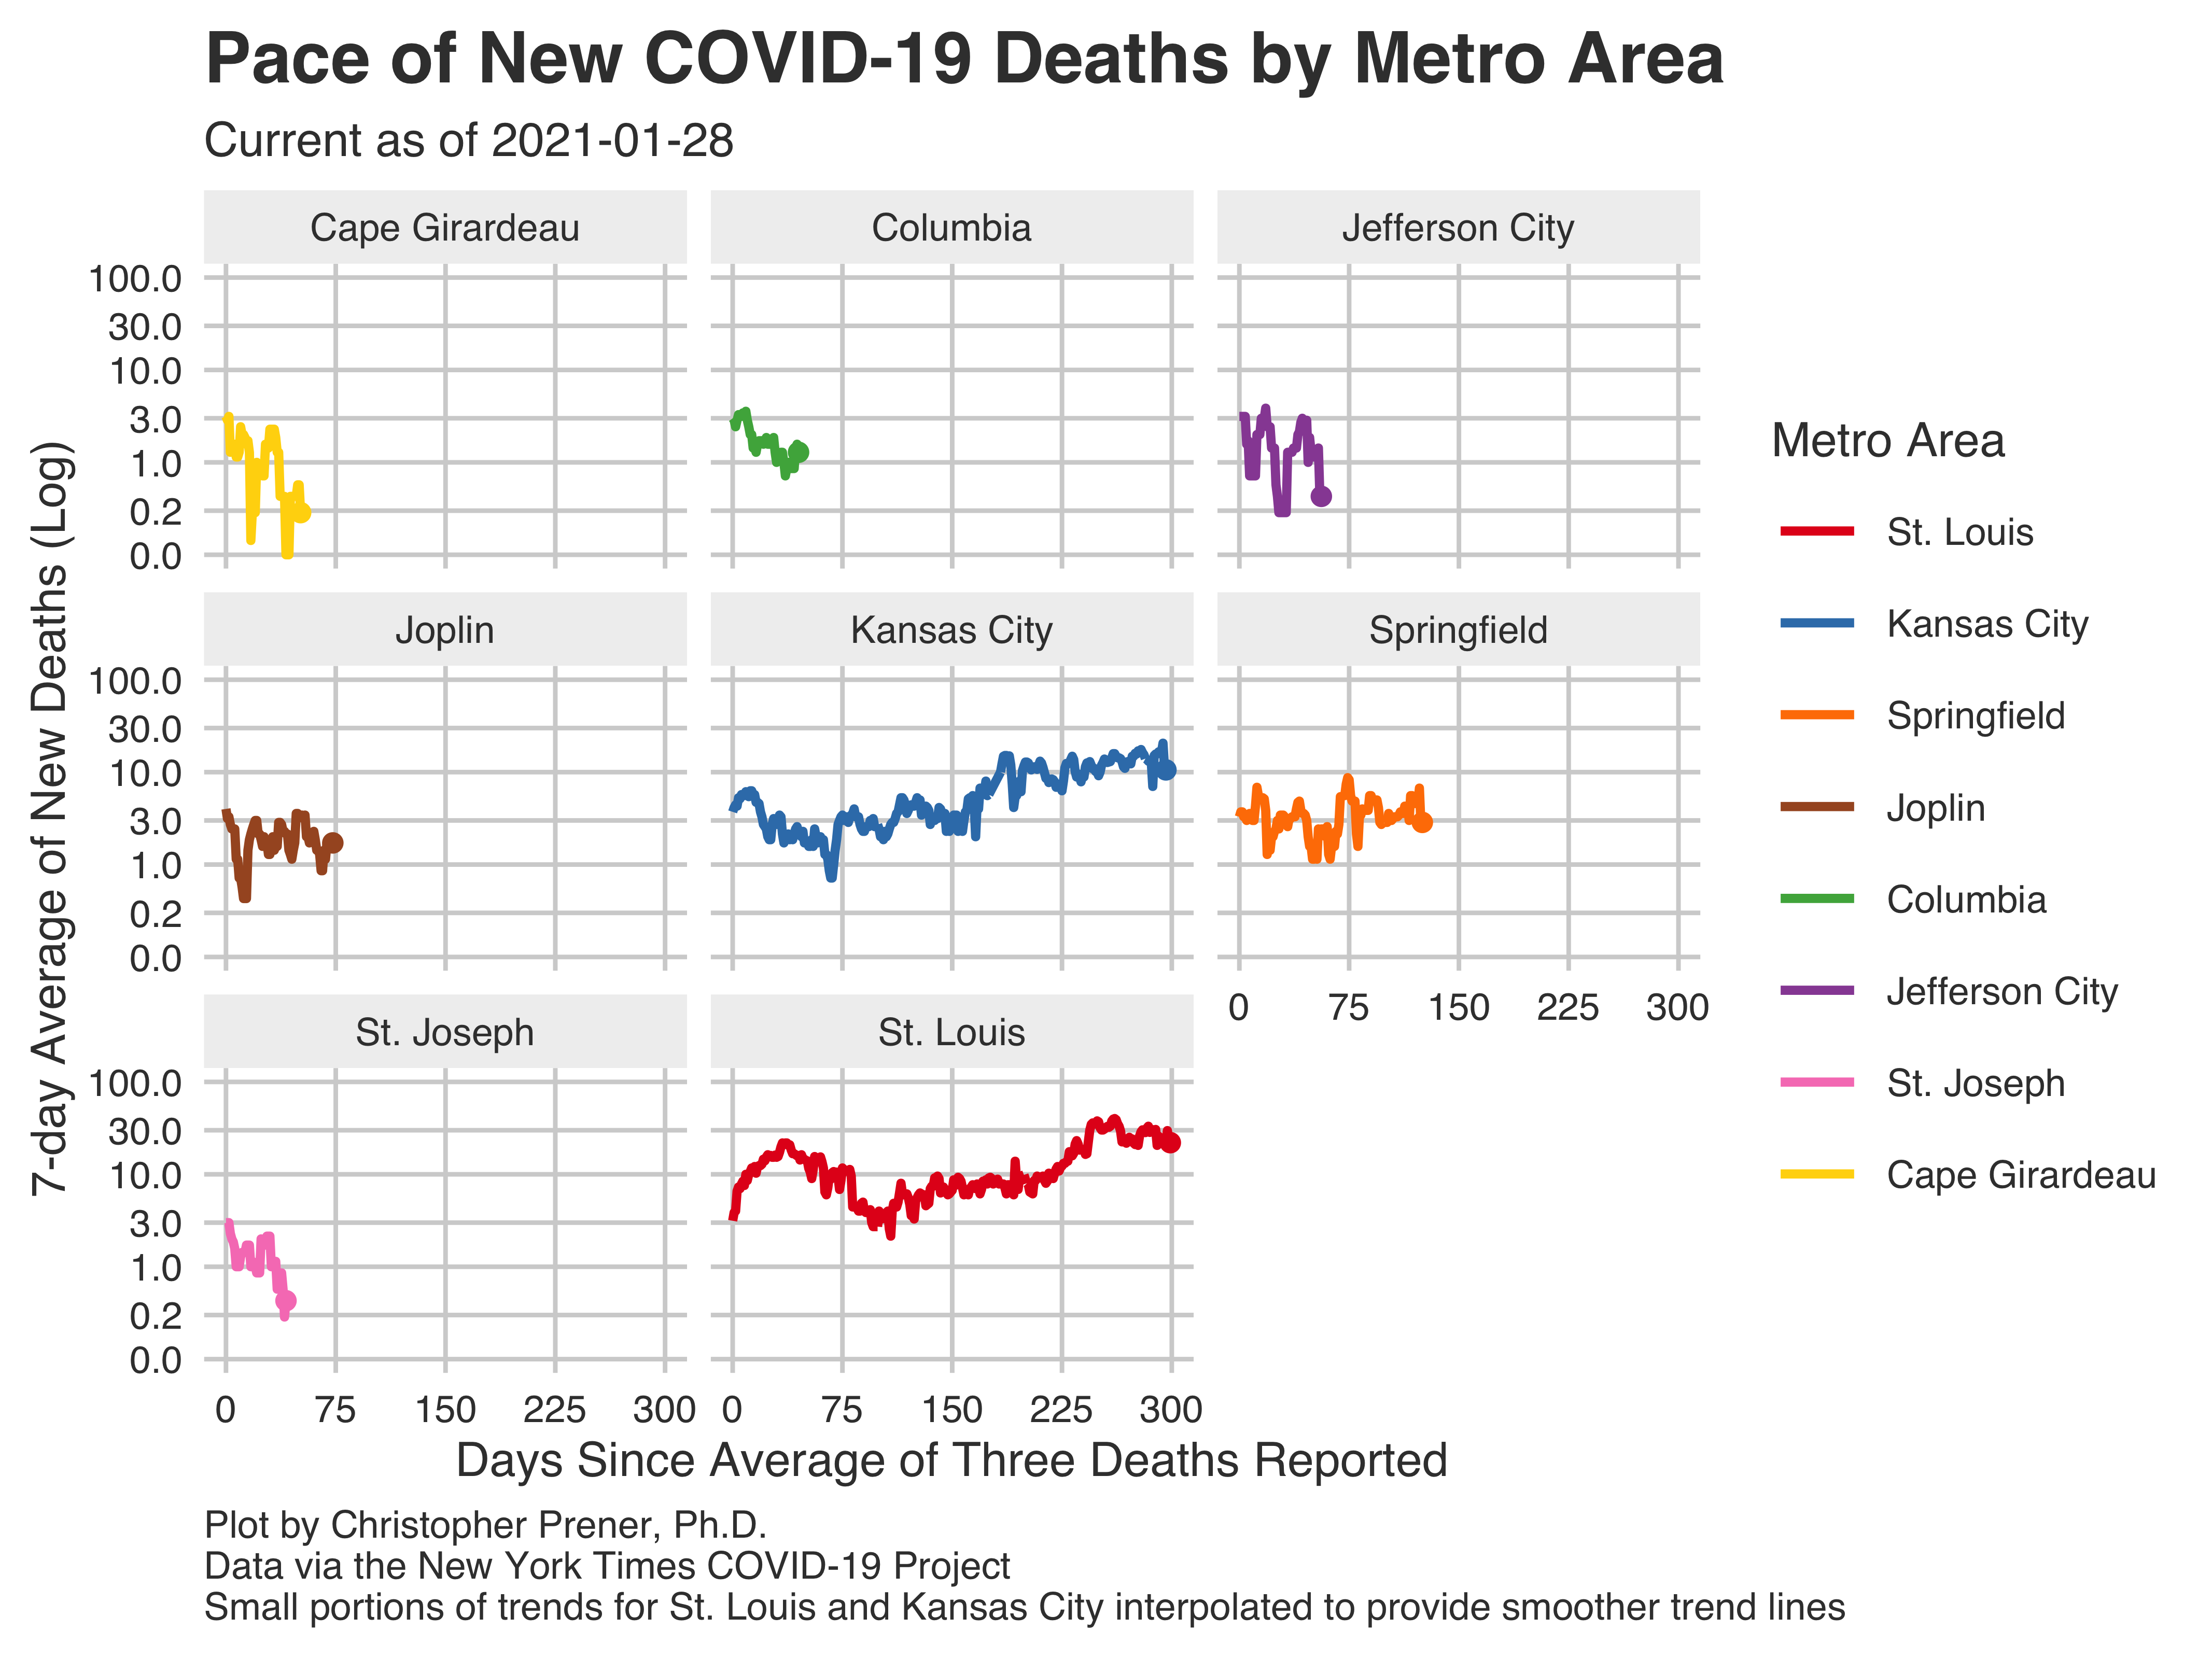 Pace of New COVID-19 Deaths by Metro Area
Current as of 2021-01-28
Cape Girardeau
Columbia
Jefferson City
100.0
30.0
10.0
3.0
1.0
0.2
0.0
Joplin
Kansas City
Springfield
100.0
30.0
10.0
3.0
1.0
0.2
0.0
0 75 150 225 300
St. Joseph
St. Louis
100.0
30.0
10.0
3.0
1.0
0.2
0.0
0 75 150 225 300
0 75 150 225 300
7-day Average of New Deaths (Log)
Days Since Average of Three Deaths Reported
Metro Area
St. Louis
Kansas City
Springfield
Joplin
Columbia
Jefferson City
St. Joseph
Cape Girardeau
Plot by Christopher Prener, Ph.D.
Data via the New York Times COVID-19 Project
Small portions of trends for St. Louis and Kansas City interpolated to provide smoother trend lines